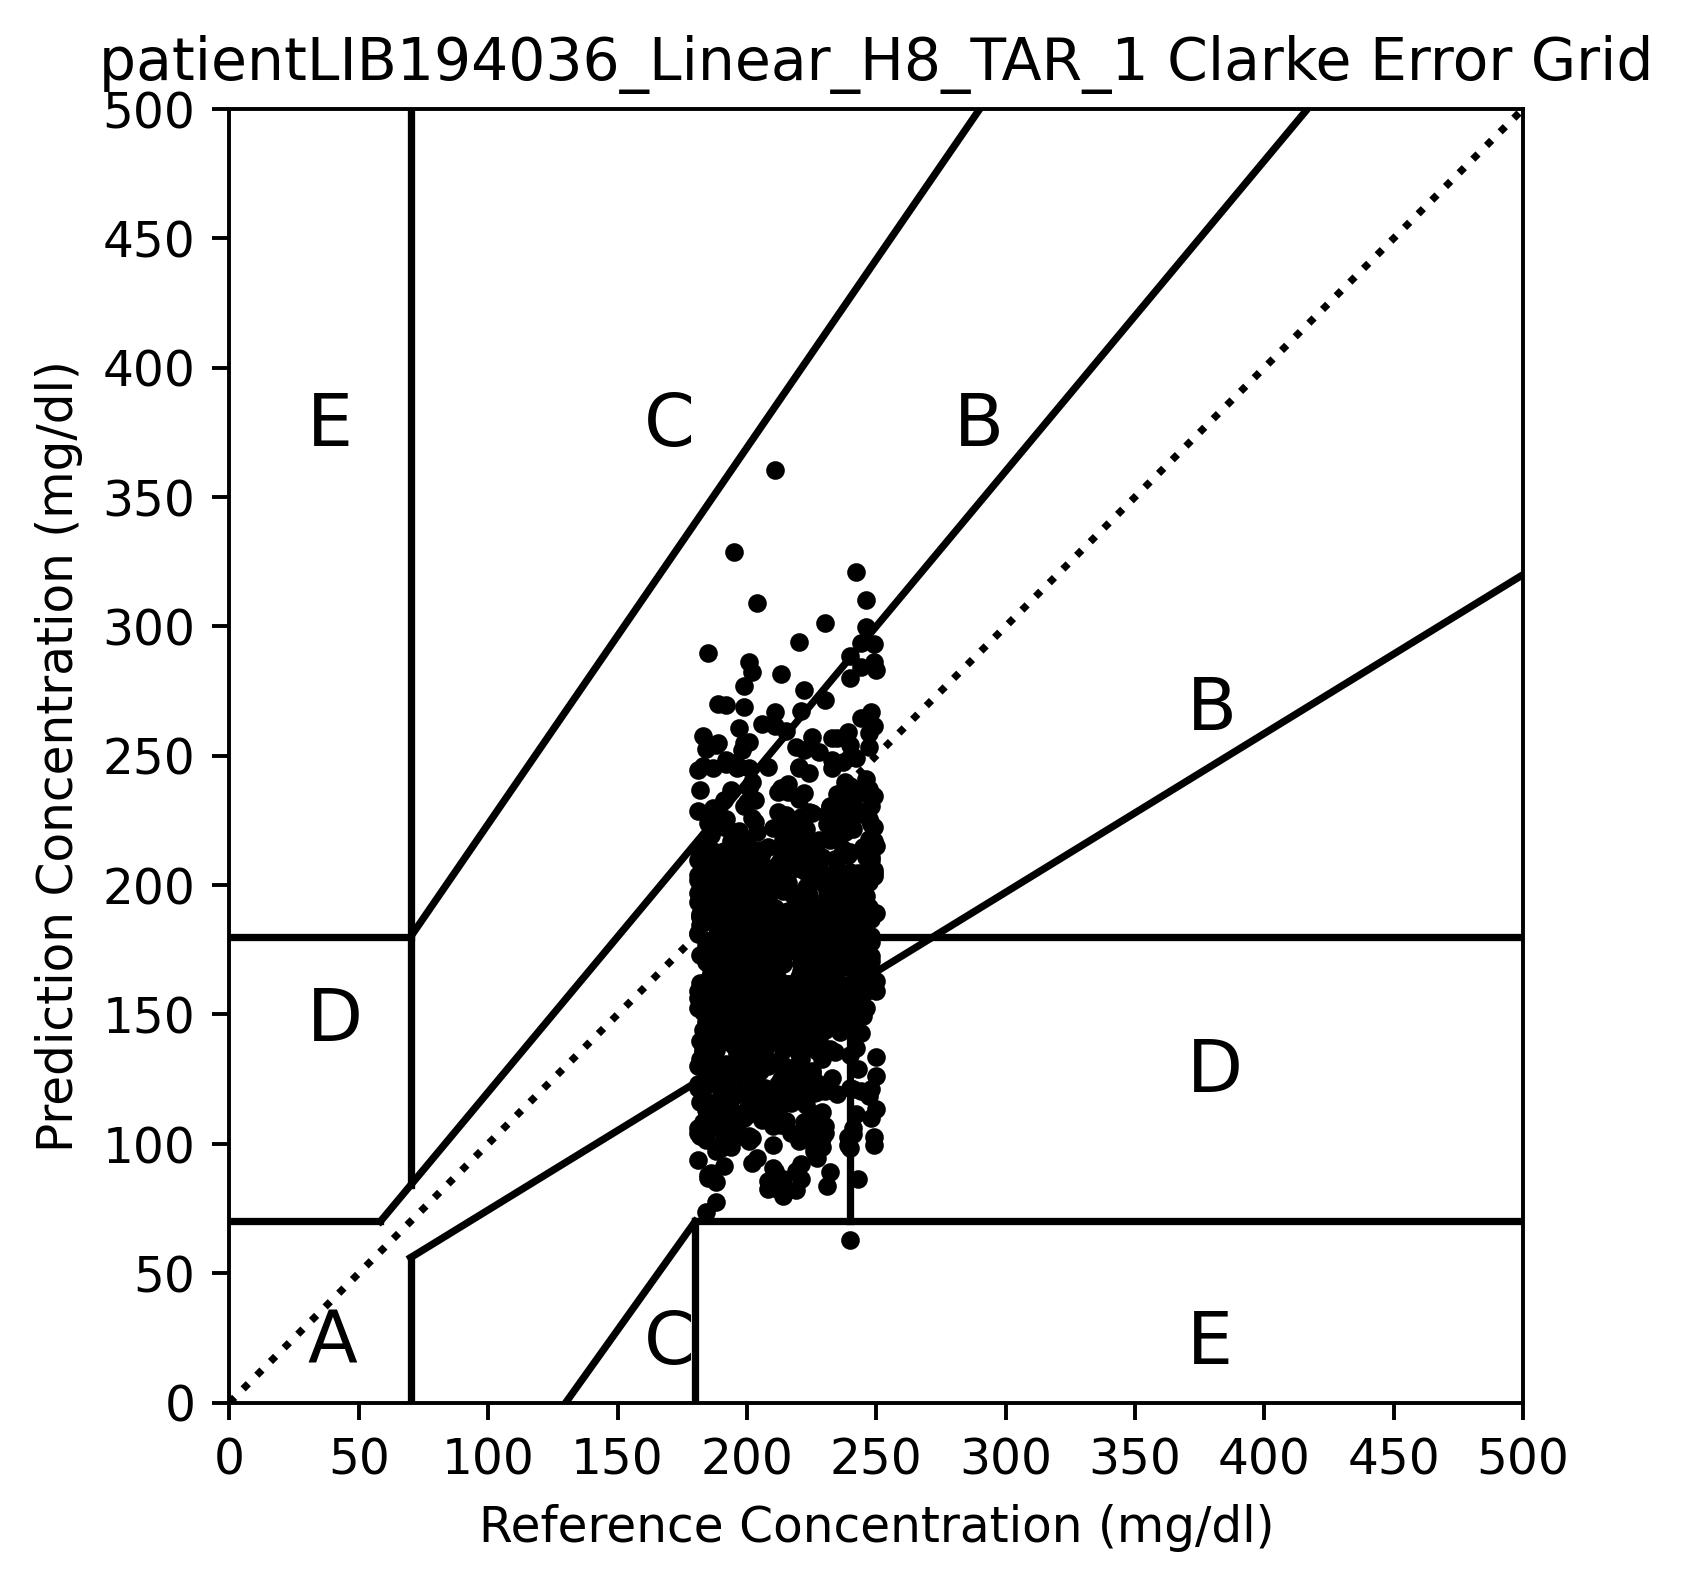 patientLIB194036_Linear_H8_TAR_1 Clarke Error Grid
500
450
400
350
300
250
200
150
100
50
0
Prediction Concentration (mg/dl)
E
C
B
B
D
D
A
C
E
0 50 100 150 200 250 300 350 400 450 500
Reference Concentration (mg/dl)